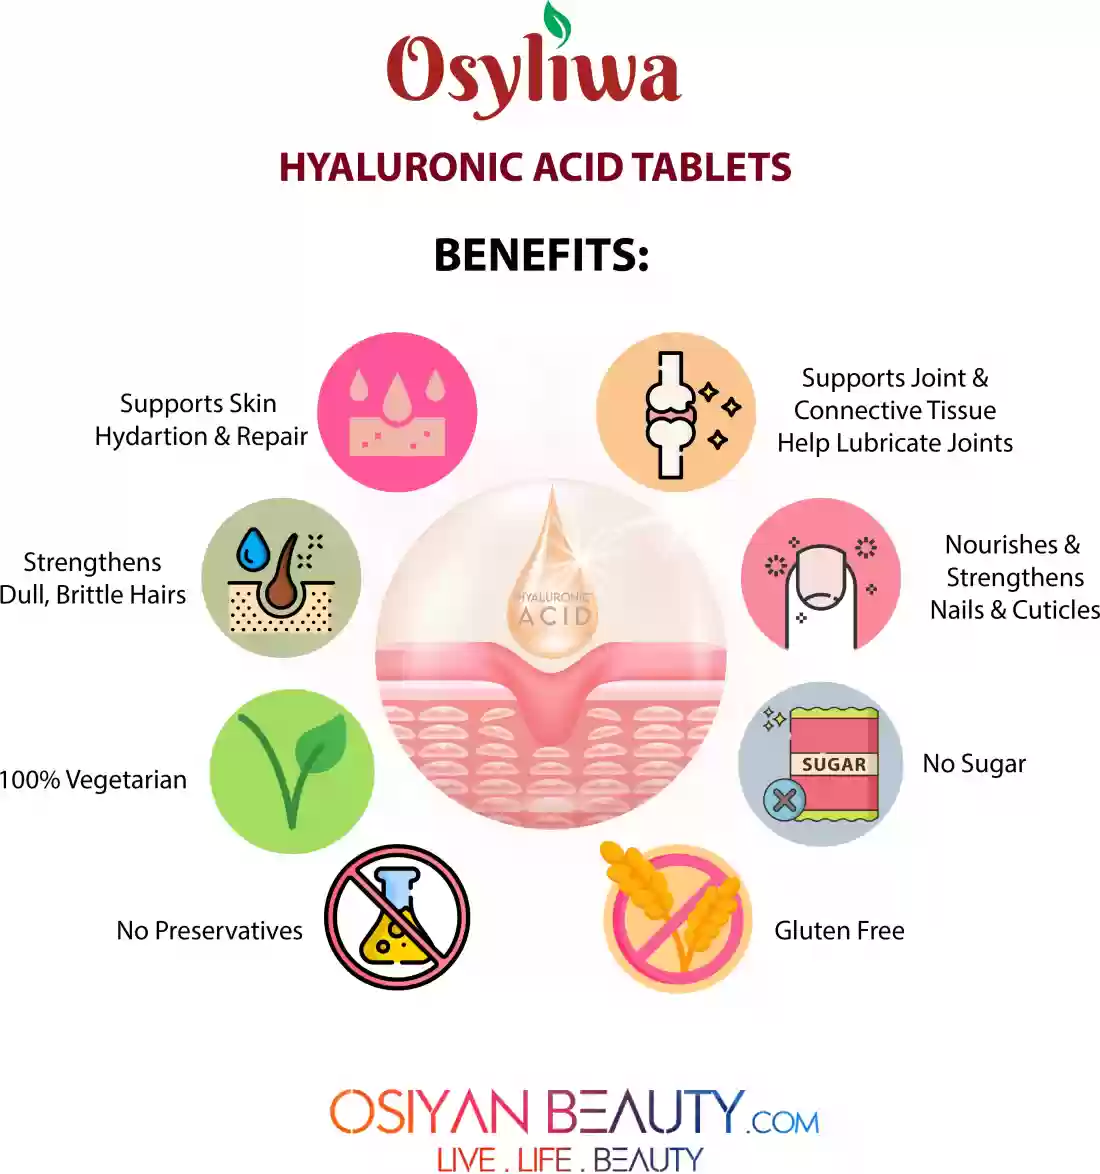 Osyliwa
HYALURONIC ACID TABLETS
BENEFITS:
Supports Skin
Hydartion & Repair
Supports Joint &
Connective Tissue
Help Lubricate Joints
Strengthens
Dull, Brittle Hairs
HYALURONIC
ACID
Nourishes &
Strengthens
Nails & Cuticles
100% Vegetarian
SUGAR
No Sugar
No Preservatives
Gluten Free
OSIYAN BEAUTY.COM
LIVE . LIFE . BEAUTY